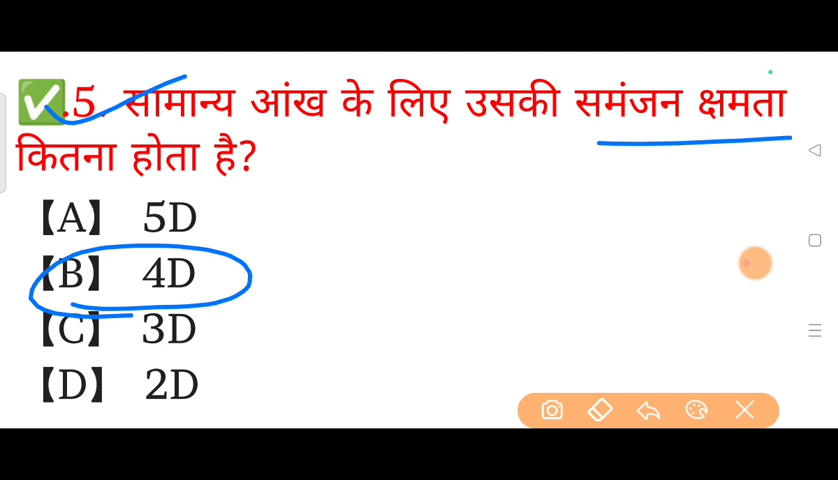 ✅.5. सामान्य आंख के लिए उसकी समंजन क्षमता
कितना होता है?
【A】 5D
【B】 4D
【C】 3D
【D】 2D